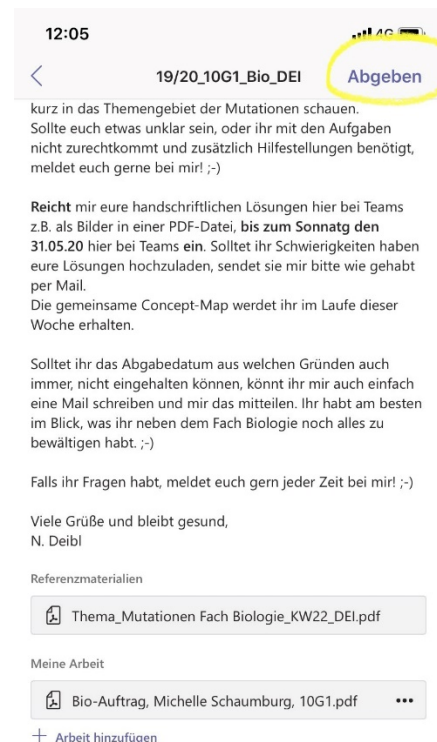 12:05
4G
19/20_10G1_Bio_DEI
Abgeben
kurz in das Themengebiet der Mutationen schauen.
Sollte euch etwas unklar sein, oder ihr mit den Aufgaben
nicht zurechtkommt und zusätzlich Hilfestellungen benötigt,
meldet euch gerne bei mir! ;-)
Reicht mir eure handschriftlichen Lösungen hier bei Teams
z.B. als Bilder in einer PDF-Datei, bis zum Sonnatg den
31.05.20 hier bei Teams ein. Solltet ihr Schwierigkeiten haben
eure Lösungen hochzuladen, sendet sie mir bitte wie gehabt
per Mail.
Die gemeinsame Concept-Map werdet ihr im Laufe dieser
Woche erhalten.
Solltet ihr das Abgabedatum aus welchen Gründen auch
immer, nicht eingehalten können, könnt ihr mir auch einfach
eine Mail schreiben und mir das mitteilen. Ihr habt am besten
im Blick, was ihr neben dem Fach Biologie noch alles zu
bewältigen habt. ;-)
Falls ihr Fragen habt, meldet euch gern jeder Zeit bei mir! ;-)
Viele Grüße und bleibt gesund,
N. Deibl
Referenzmaterialien
Thema_Mutationen Fach Biologie_KW22_DEI.pdf
Meine Arbeit
Bio-Auftrag, Michelle Schaumburg, 10G1.pdf
+ Arbeit hinzufügen